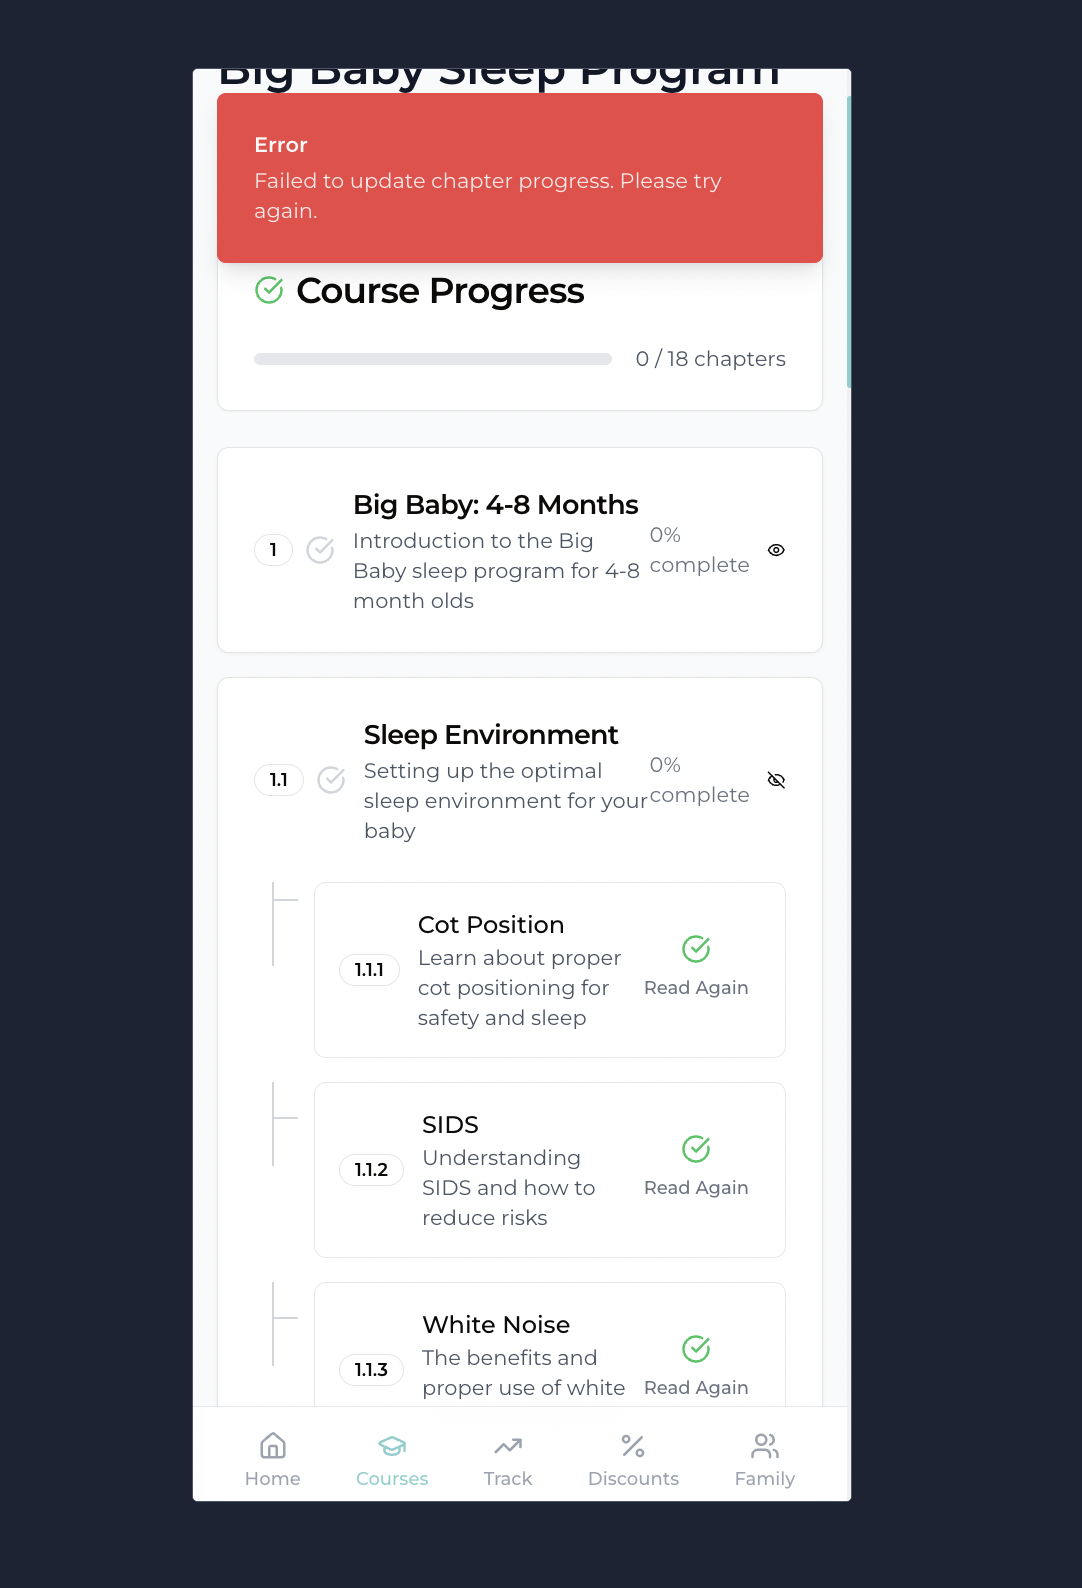 Big Baby Sleep Program
Error
Failed to update chapter progress. Please try
again.
Course Progress
0 / 18 chapters
1
Big Baby: 4-8 Months
Introduction to the Big
Baby sleep program for 4-8
month olds
0%
complete
1.1
Sleep Environment
Setting up the optimal
sleep environment for your
baby
0%
complete
1.1.1
Cot Position
Learn about proper
cot positioning for
safety and sleep
Read Again
1.1.2
SIDS
Understanding
SIDS and how to
reduce risks
Read Again
1.1.3
White Noise
The benefits and
proper use of white
Read Again
Home
Courses
Track
Discounts
Family